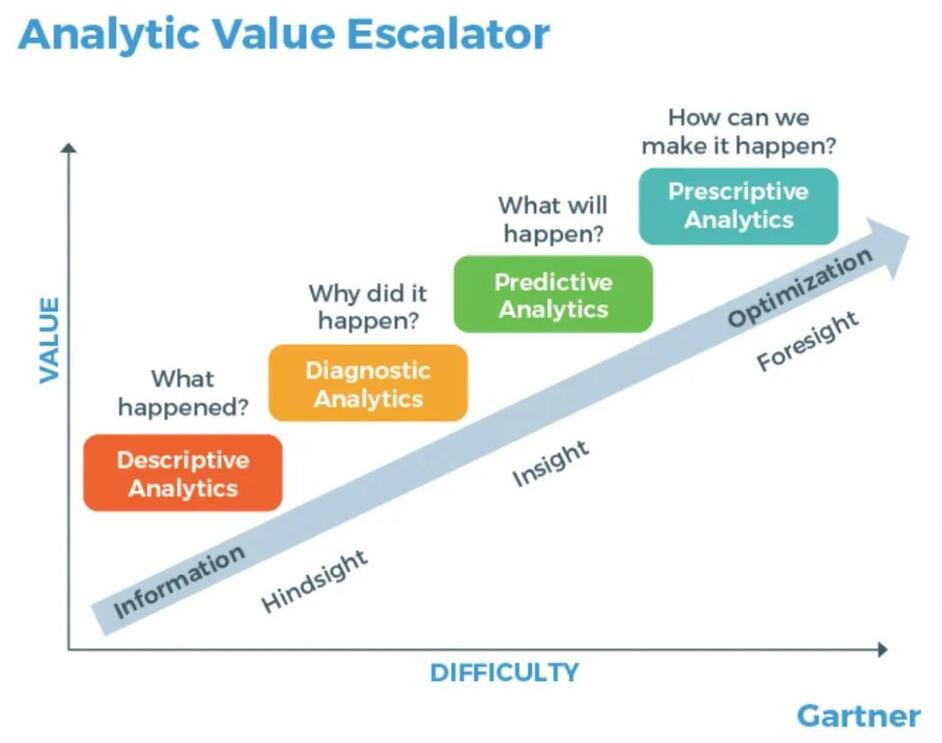 Analytic Value Escalator
How can we
make it happen?
Prescriptive
Analytics
What will
happen?
Predictive
Analytics
Why did it
happen?
Diagnostic
Analytics
What
happened?
Descriptive
Analytics
VALUE
Information
Optimization
Hindsight
Insight
Foresight
DIFFICULTY
Gartner